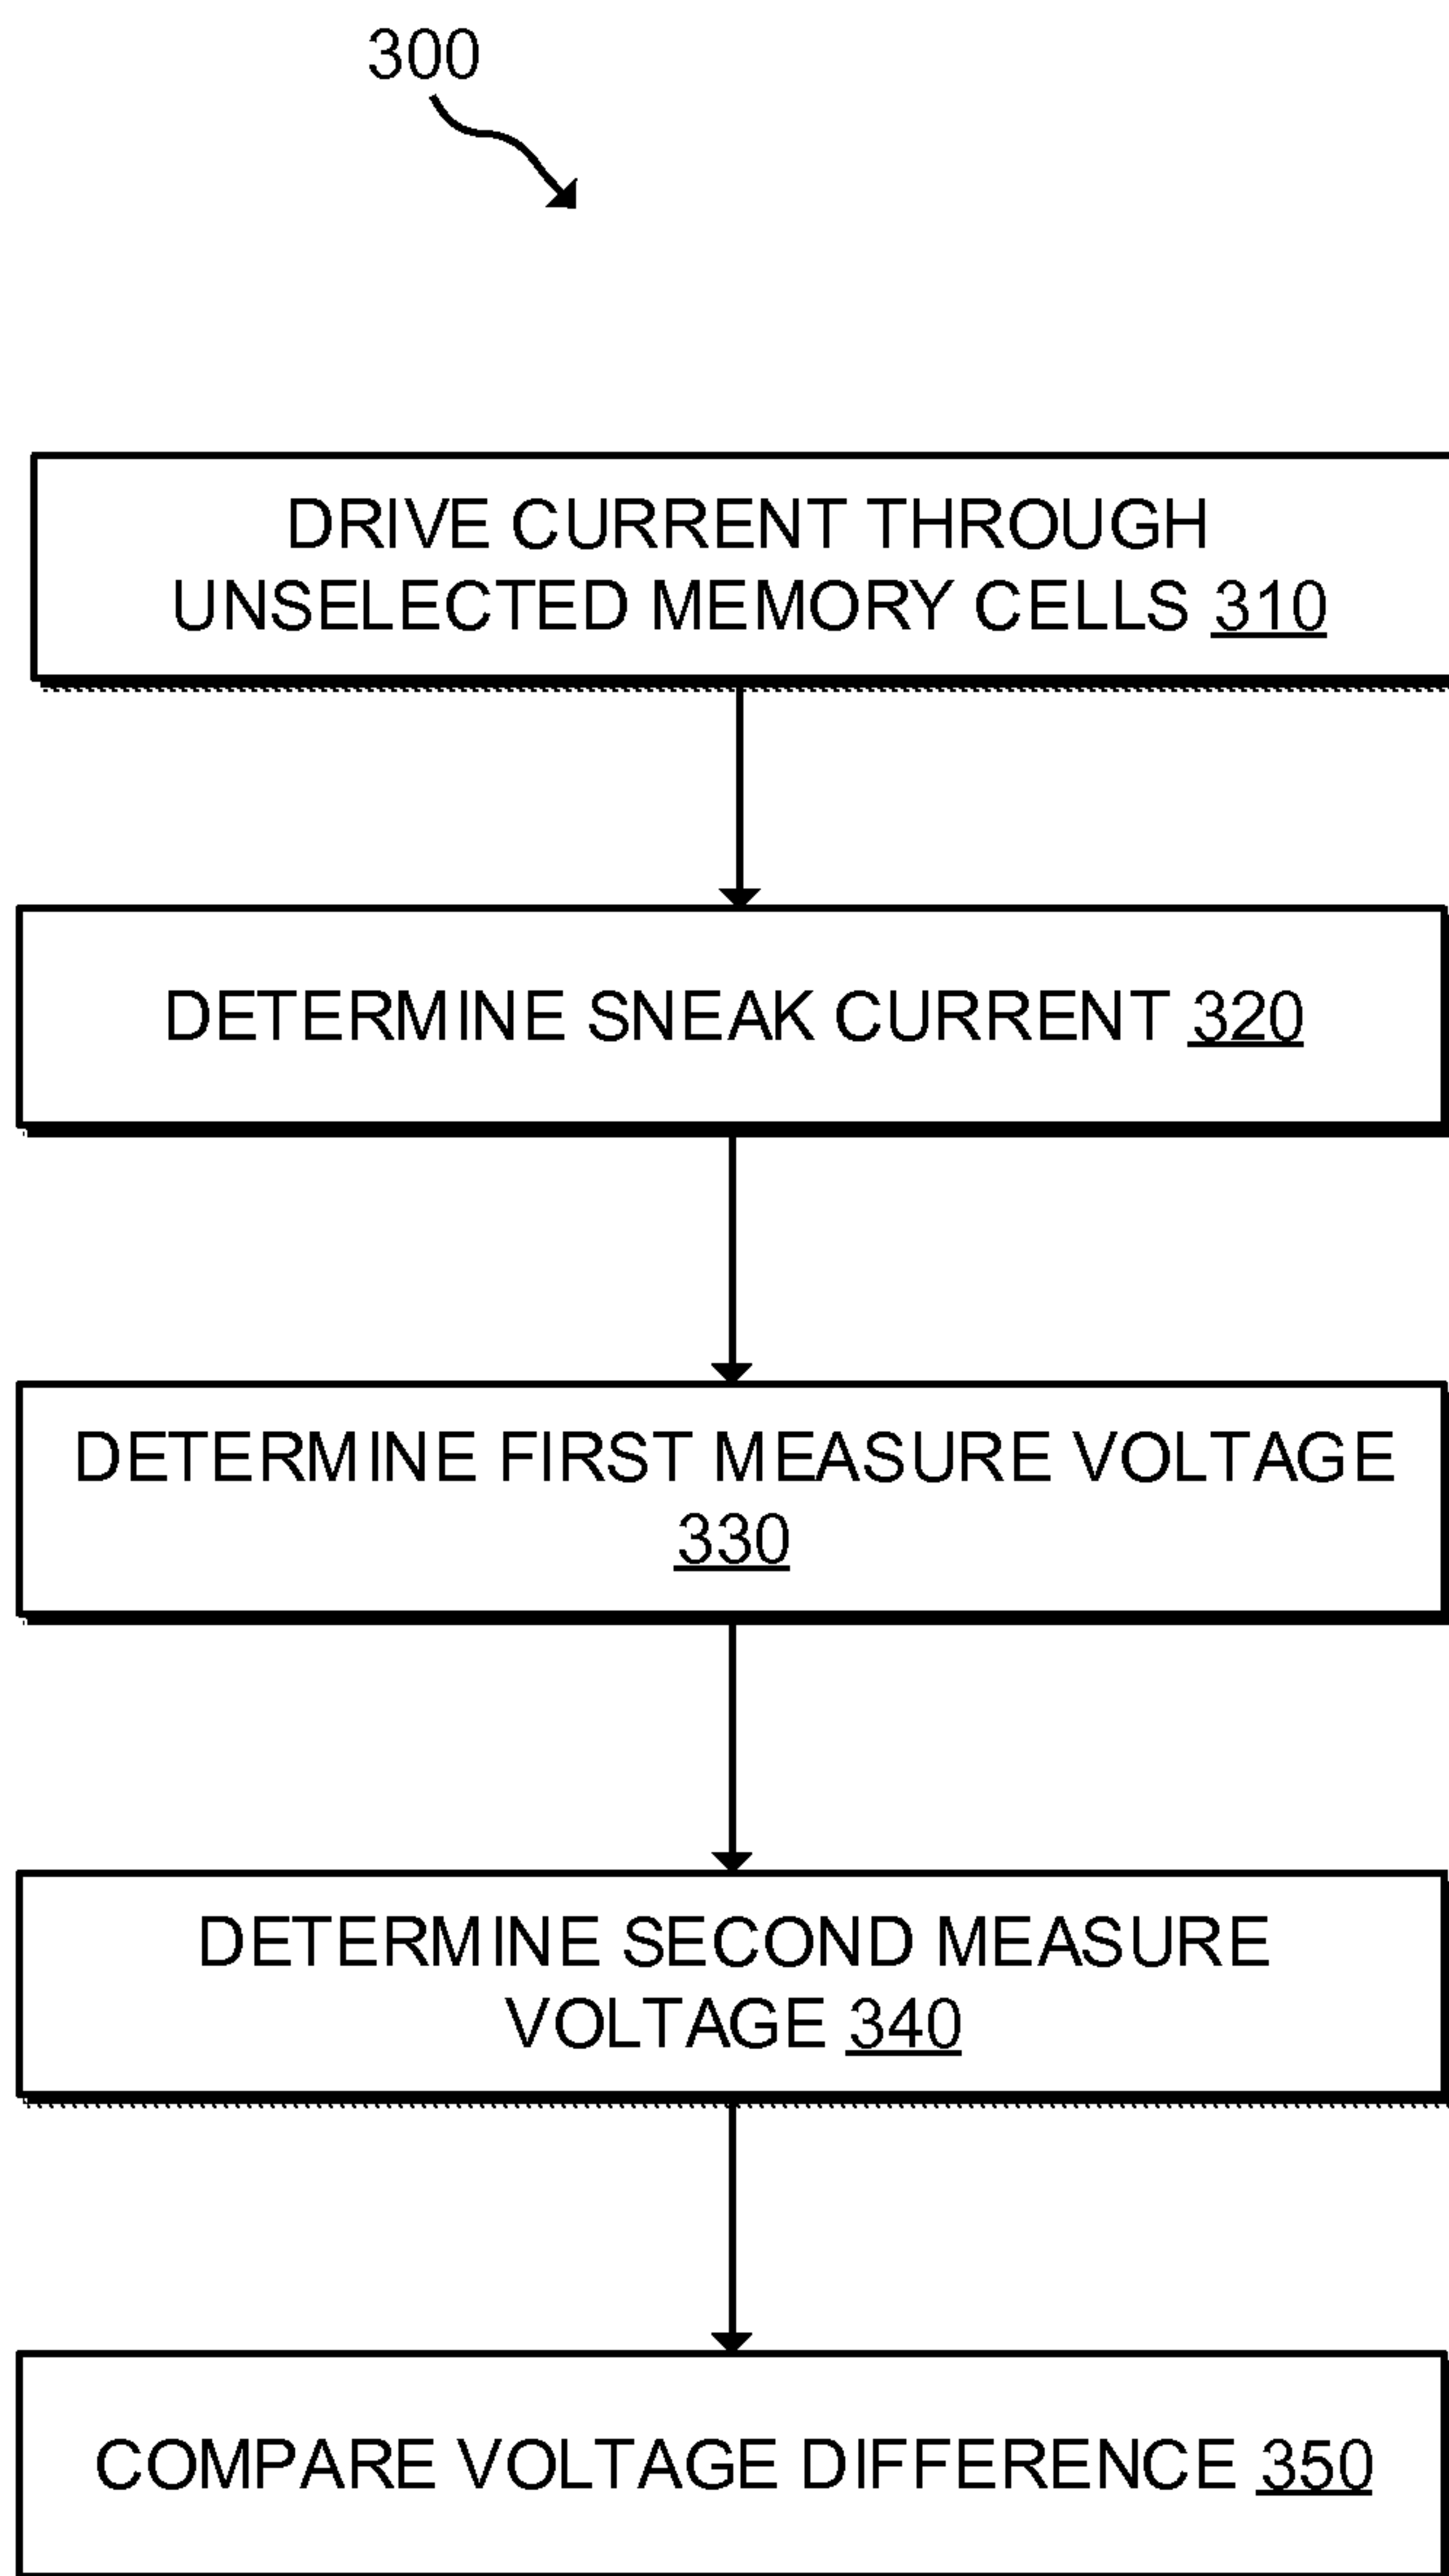 300
DRIVE CURRENT THROUGH
UNSELECTED MEMORY CELLS 310
DETERMINE SNEAK CURRENT 320
DETERMINE FIRST MEASURE VOLTAGE
330
DETERMINE SECOND MEASURE
VOLTAGE 340
COMPARE VOLTAGE DIFFERENCE 350